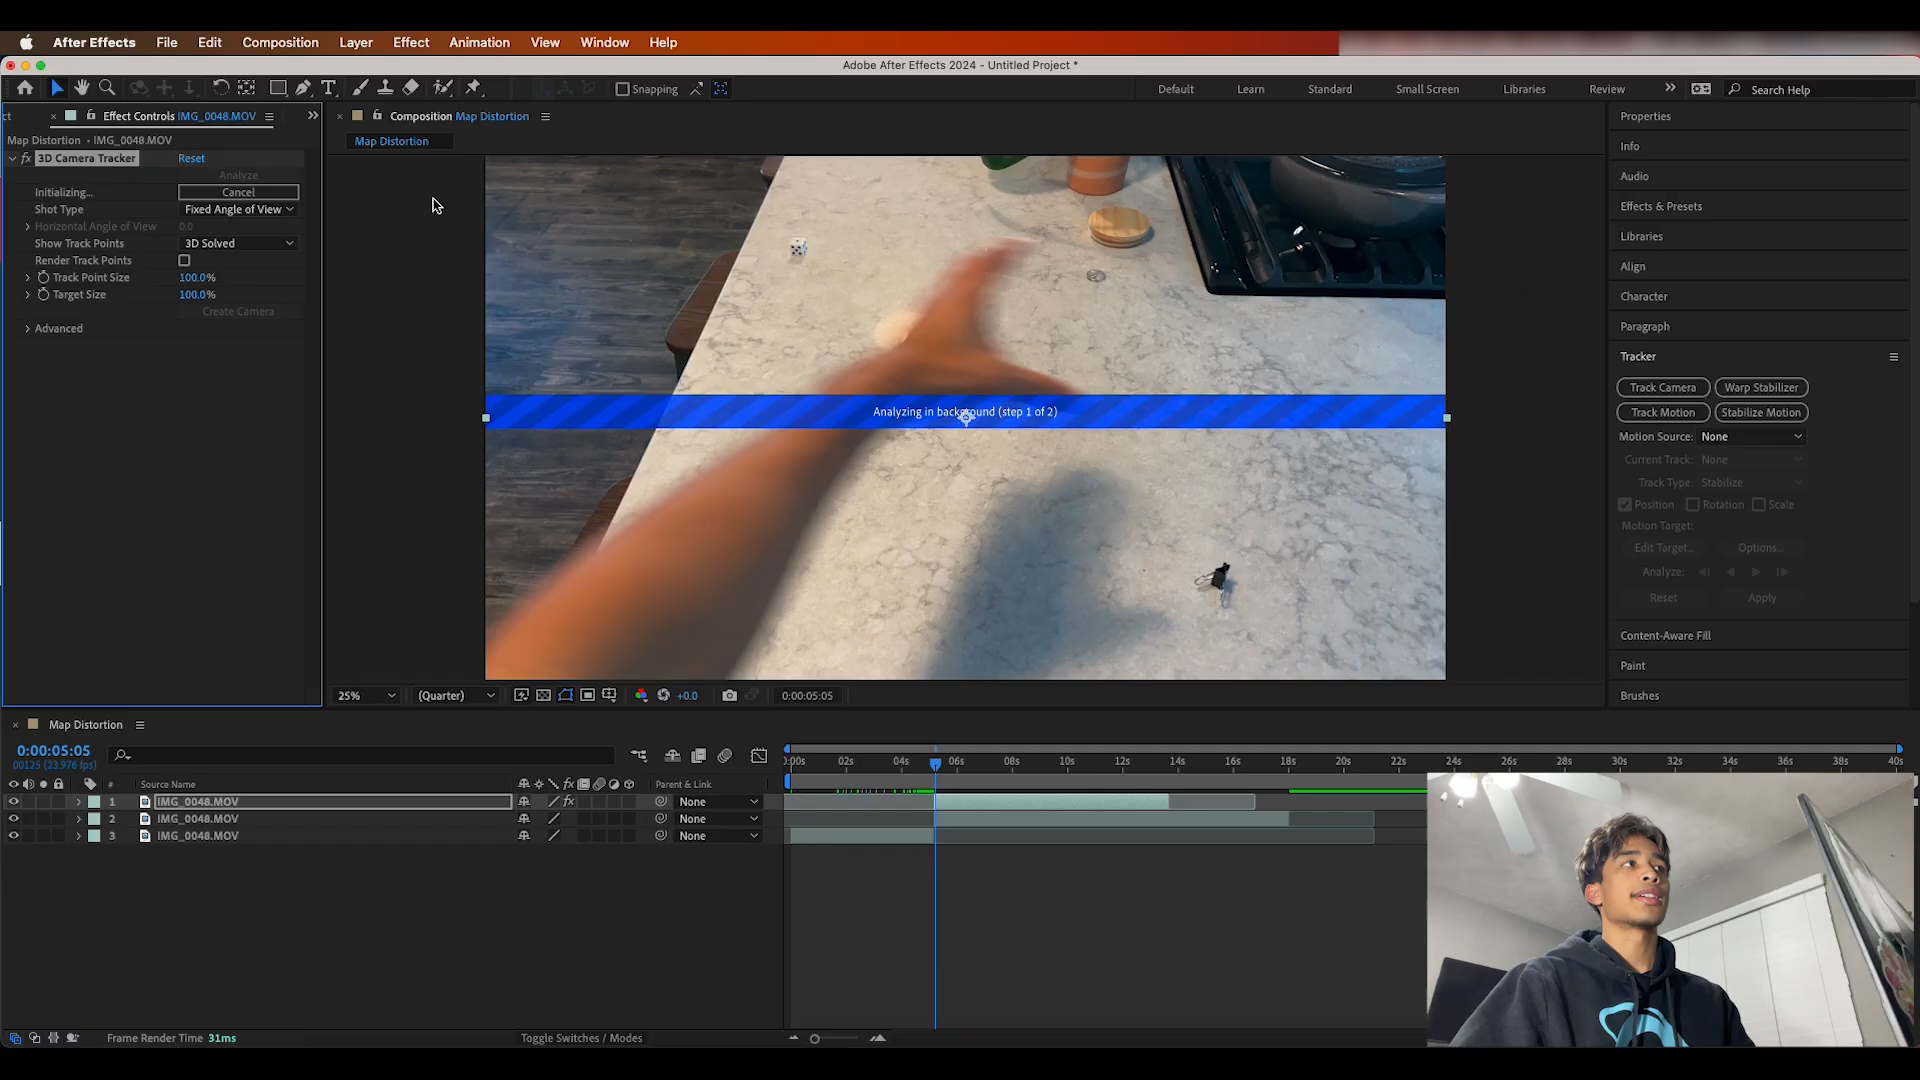 After Effects File Edit Composition Layer Effect Animation View Window Help
Adobe After Effects 2024 - Untitled Project *
Snapping
Default Learn Standard Small Screen Libraries Review Search Help
Effect Controls IMG_0048.MOV
Map Distortion • IMG_0048.MOV
fx 3D Camera Tracker Reset
Analyze
Initializing... Cancel
Shot Type Fixed Angle of View
Horizontal Angle of View 0.0
Show Track Points 3D Solved
Render Track Points
Track Point Size 100.0%
Target Size 100.0%
Create Camera
Advanced
Composition Map Distortion
Map Distortion
Analyzing in background (step 1 of 2)
25% (Quarter) +0.0 0:00:05:05
Properties
Info
Audio
Effects & Presets
Libraries
Align
Character
Paragraph
Tracker
Track Camera Warp Stabilizer
Track Motion Stabilize Motion
Motion Source: None
Current Track: None
Track Type: Stabilize
Position Rotation Scale
Motion Target:
Edit Target... Options...
Analyze:
Reset Apply
Content-Aware Fill
Paint
Brushes
Map Distortion
0:00:05:05
00125 (23.976 fps)
# Source Name fx Parent & Link
1 IMG_0048.MOV fx None
2 IMG_0048.MOV None
3 IMG_0048.MOV None
:00s 02s 04s 06s 08s 10s 12s 14s 16s 18s 20s 22s 24s 26s 28s 30s 32s 34s 36s 38s 40s
Frame Render Time 31ms
Toggle Switches / Modes